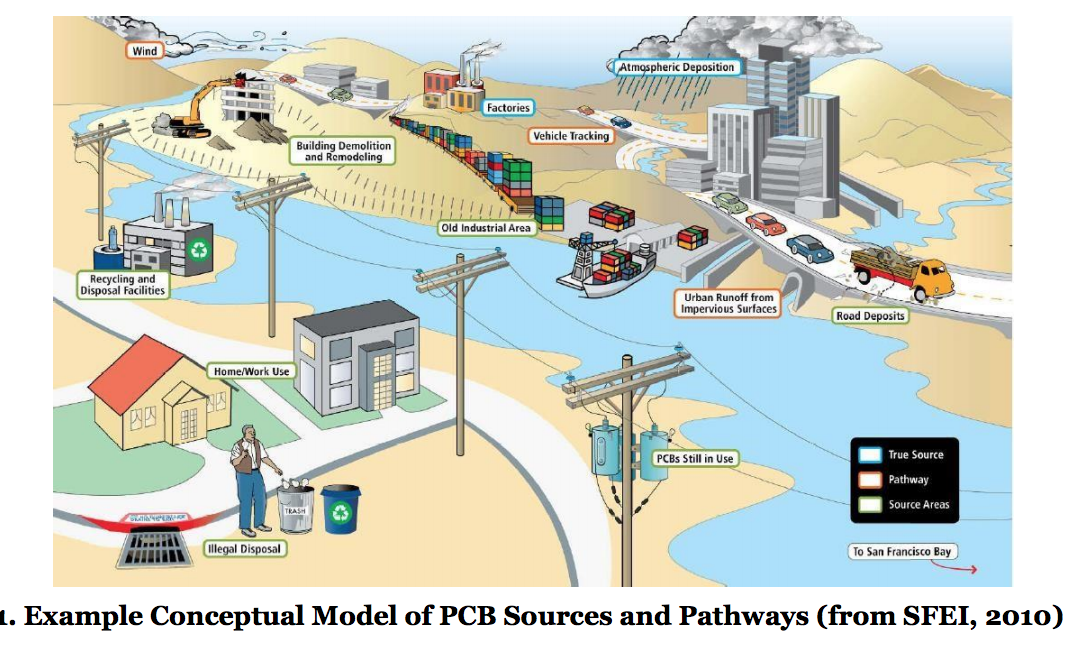 Wind
Atmospheric Deposition
Factories
Vehicle Tracking
Building Demolition
and Remodeling
Old Industrial Area
Recycling and
Disposal Facilities
Urban Runoff from
Impervious Surfaces
Road Deposits
Home/Work Use
PCBs Still in Use
TRASH
Illegal Disposal
True Source
Pathway
Source Areas
To San Francisco Bay
1. Example Conceptual Model of PCB Sources and Pathways (from SFEI, 2010)